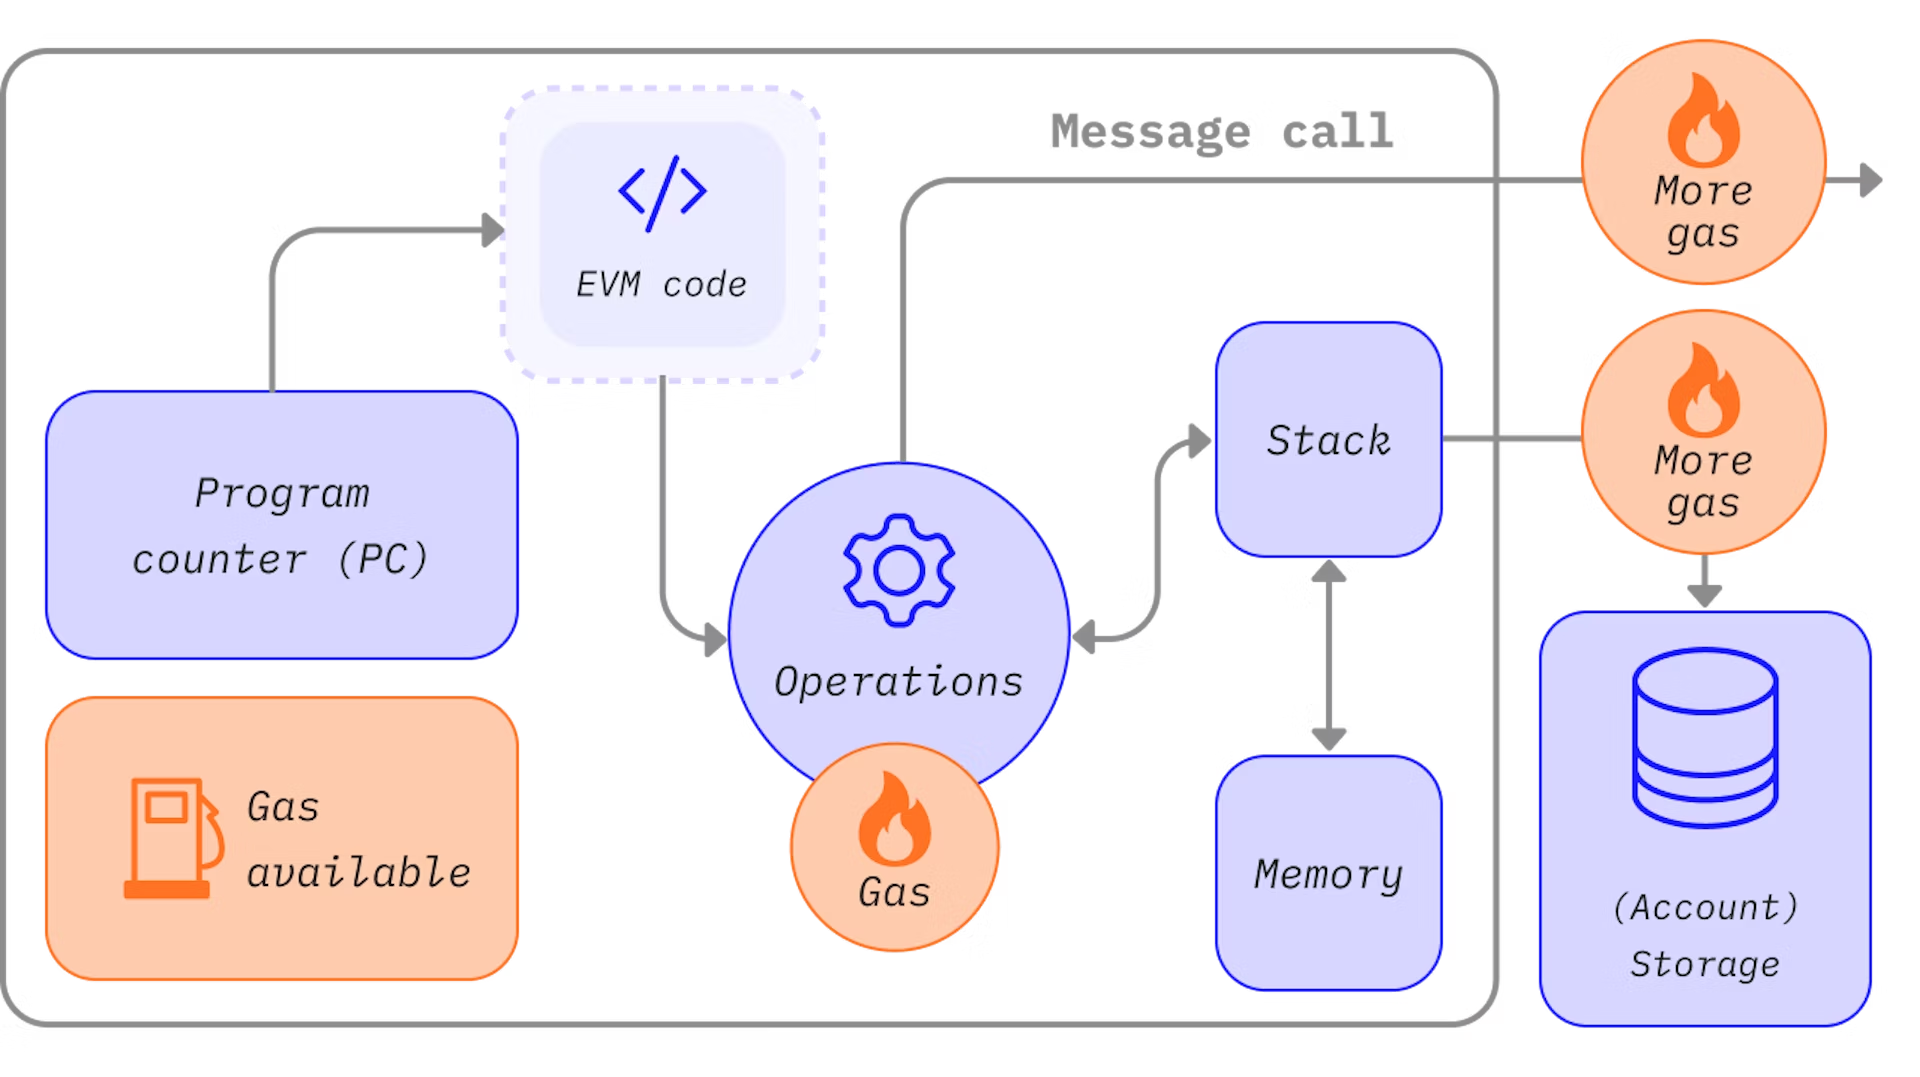 Message call
More
gas
</>
EVM code
More
gas
Stack
Program
counter (PC)
Operations
Gas
available
Gas
Memory
(Account)
Storage